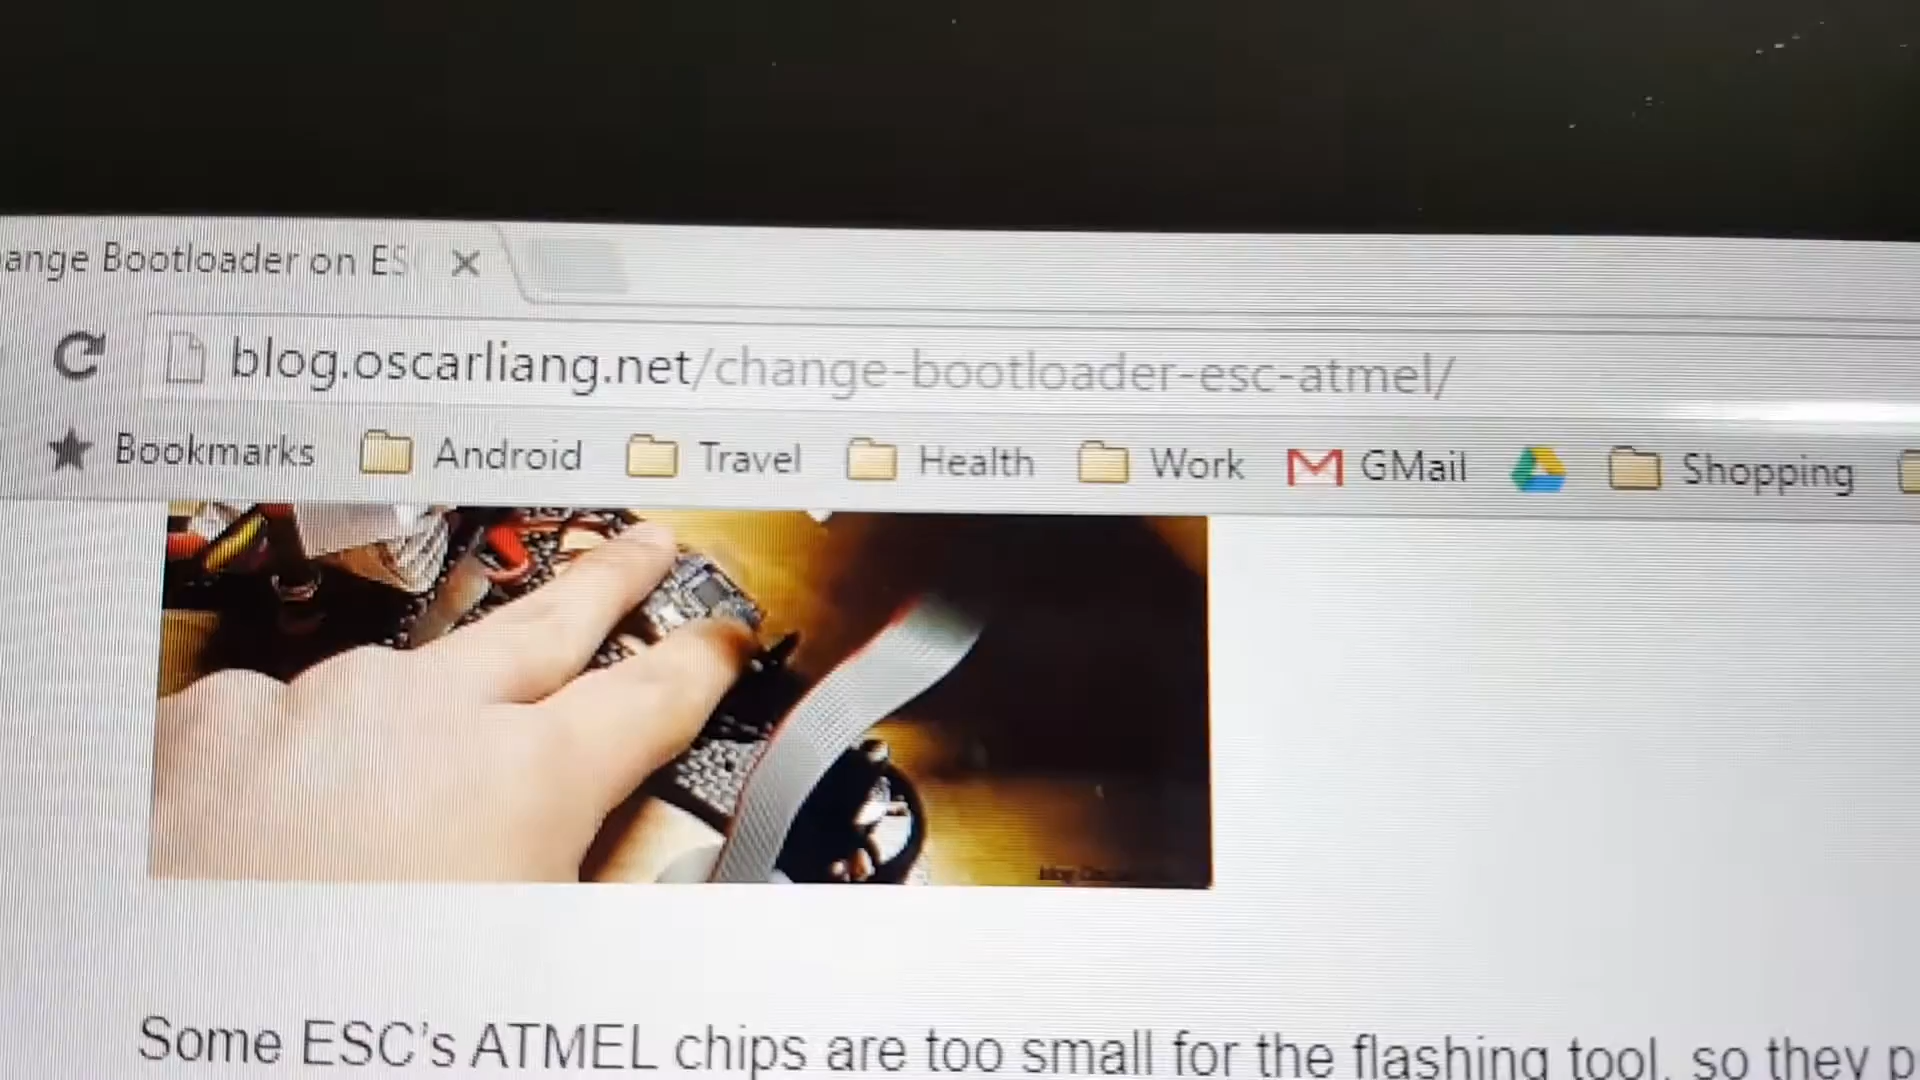 ange Bootloader on ES
blog.oscarliang.net/change-bootloader-esc-atmel/
Bookmarks Android Travel Health Work GMail Shopping
Some ESC's ATMEL chips are too small for the flashing tool, so they p